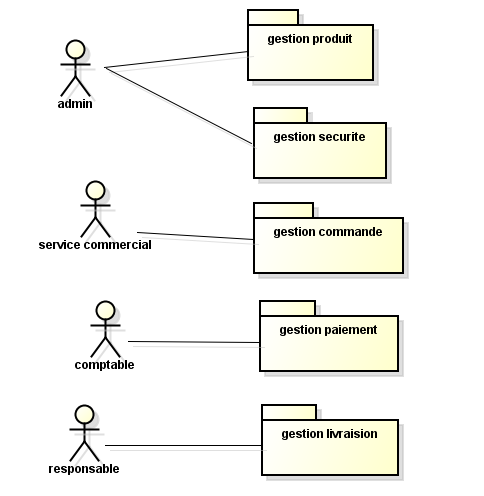 gestion produit
admin
gestion securite
service commercial
gestion commande
comptable
gestion paiement
responsable
gestion livraision